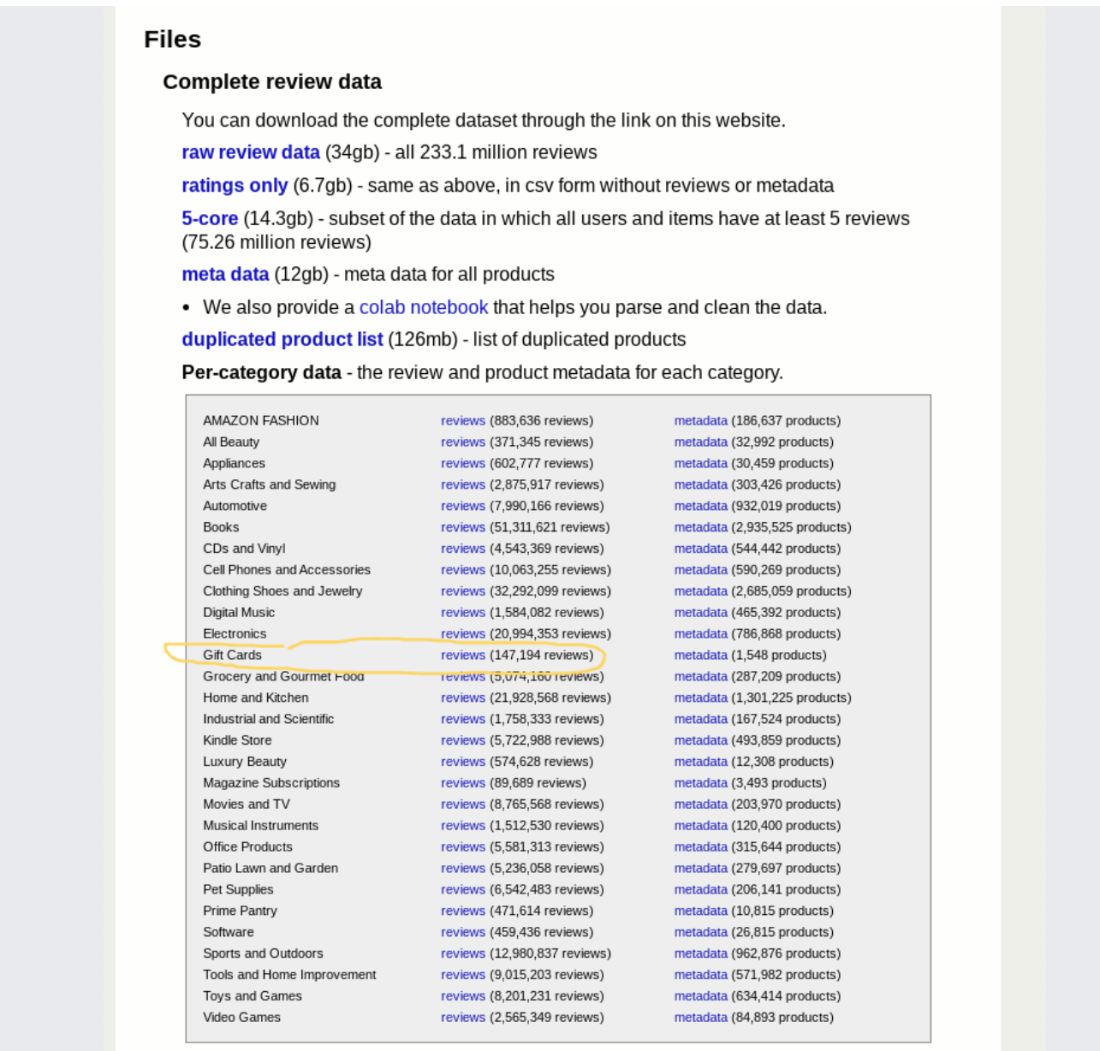 Files
Complete review data
You can download the complete dataset through the link on this website.
raw review data (34gb) - all 233.1 million reviews
ratings only (6.7gb) - same as above, in csv form without reviews or metadata
5-core (14.3gb) - subset of the data in which all users and items have at least 5 reviews
(75.26 million reviews)
meta data (12gb) - meta data for all products
• We also provide a colab notebook that helps you parse and clean the data.
duplicated product list (126mb) - list of duplicated products
Per-category data - the review and product metadata for each category.
AMAZON FASHION reviews (883,636 reviews) metadata (186,637 products)
All Beauty reviews (371,345 reviews) metadata (32,992 products)
Appliances reviews (602,777 reviews) metadata (30,459 products)
Arts Crafts and Sewing reviews (2,875,917 reviews) metadata (303,426 products)
Automotive reviews (7,990,166 reviews) metadata (932,019 products)
Books reviews (51,311,621 reviews) metadata (2,935,525 products)
CDs and Vinyl reviews (4,543,369 reviews) metadata (544,442 products)
Cell Phones and Accessories reviews (10,063,255 reviews) metadata (590,269 products)
Clothing Shoes and Jewelry reviews (32,292,099 reviews) metadata (2,685,059 products)
Digital Music reviews (1,584,082 reviews) metadata (465,392 products)
Electronics reviews (20,994,353 reviews) metadata (786,868 products)
Gift Cards reviews (147,194 reviews) metadata (1,548 products)
Grocery and Gourmet Food reviews (5,074,160 reviews) metadata (287,209 products)
Home and Kitchen reviews (21,928,568 reviews) metadata (1,301,225 products)
Industrial and Scientific reviews (1,758,333 reviews) metadata (167,524 products)
Kindle Store reviews (5,722,988 reviews) metadata (493,859 products)
Luxury Beauty reviews (574,628 reviews) metadata (12,308 products)
Magazine Subscriptions reviews (89,689 reviews) metadata (3,493 products)
Movies and TV reviews (8,765,568 reviews) metadata (203,970 products)
Musical Instruments reviews (1,512,530 reviews) metadata (120,400 products)
Office Products reviews (5,581,313 reviews) metadata (315,644 products)
Patio Lawn and Garden reviews (5,236,058 reviews) metadata (279,697 products)
Pet Supplies reviews (6,542,483 reviews) metadata (206,141 products)
Prime Pantry reviews (471,614 reviews) metadata (10,815 products)
Software reviews (459,436 reviews) metadata (26,815 products)
Sports and Outdoors reviews (12,980,837 reviews) metadata (962,876 products)
Tools and Home Improvement reviews (9,015,203 reviews) metadata (571,982 products)
Toys and Games reviews (8,201,231 reviews) metadata (634,414 products)
Video Games reviews (2,565,349 reviews) metadata (84,893 products)